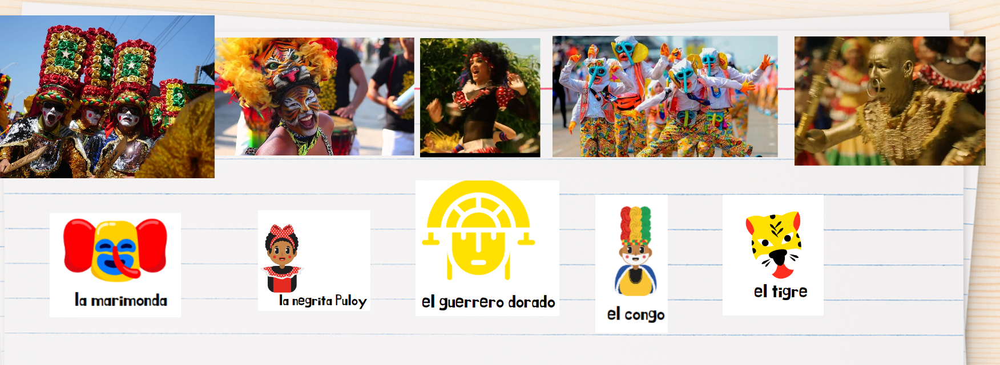 la marimonda
la negrita Puloy
el guerrero dorado
el congo
el tigre